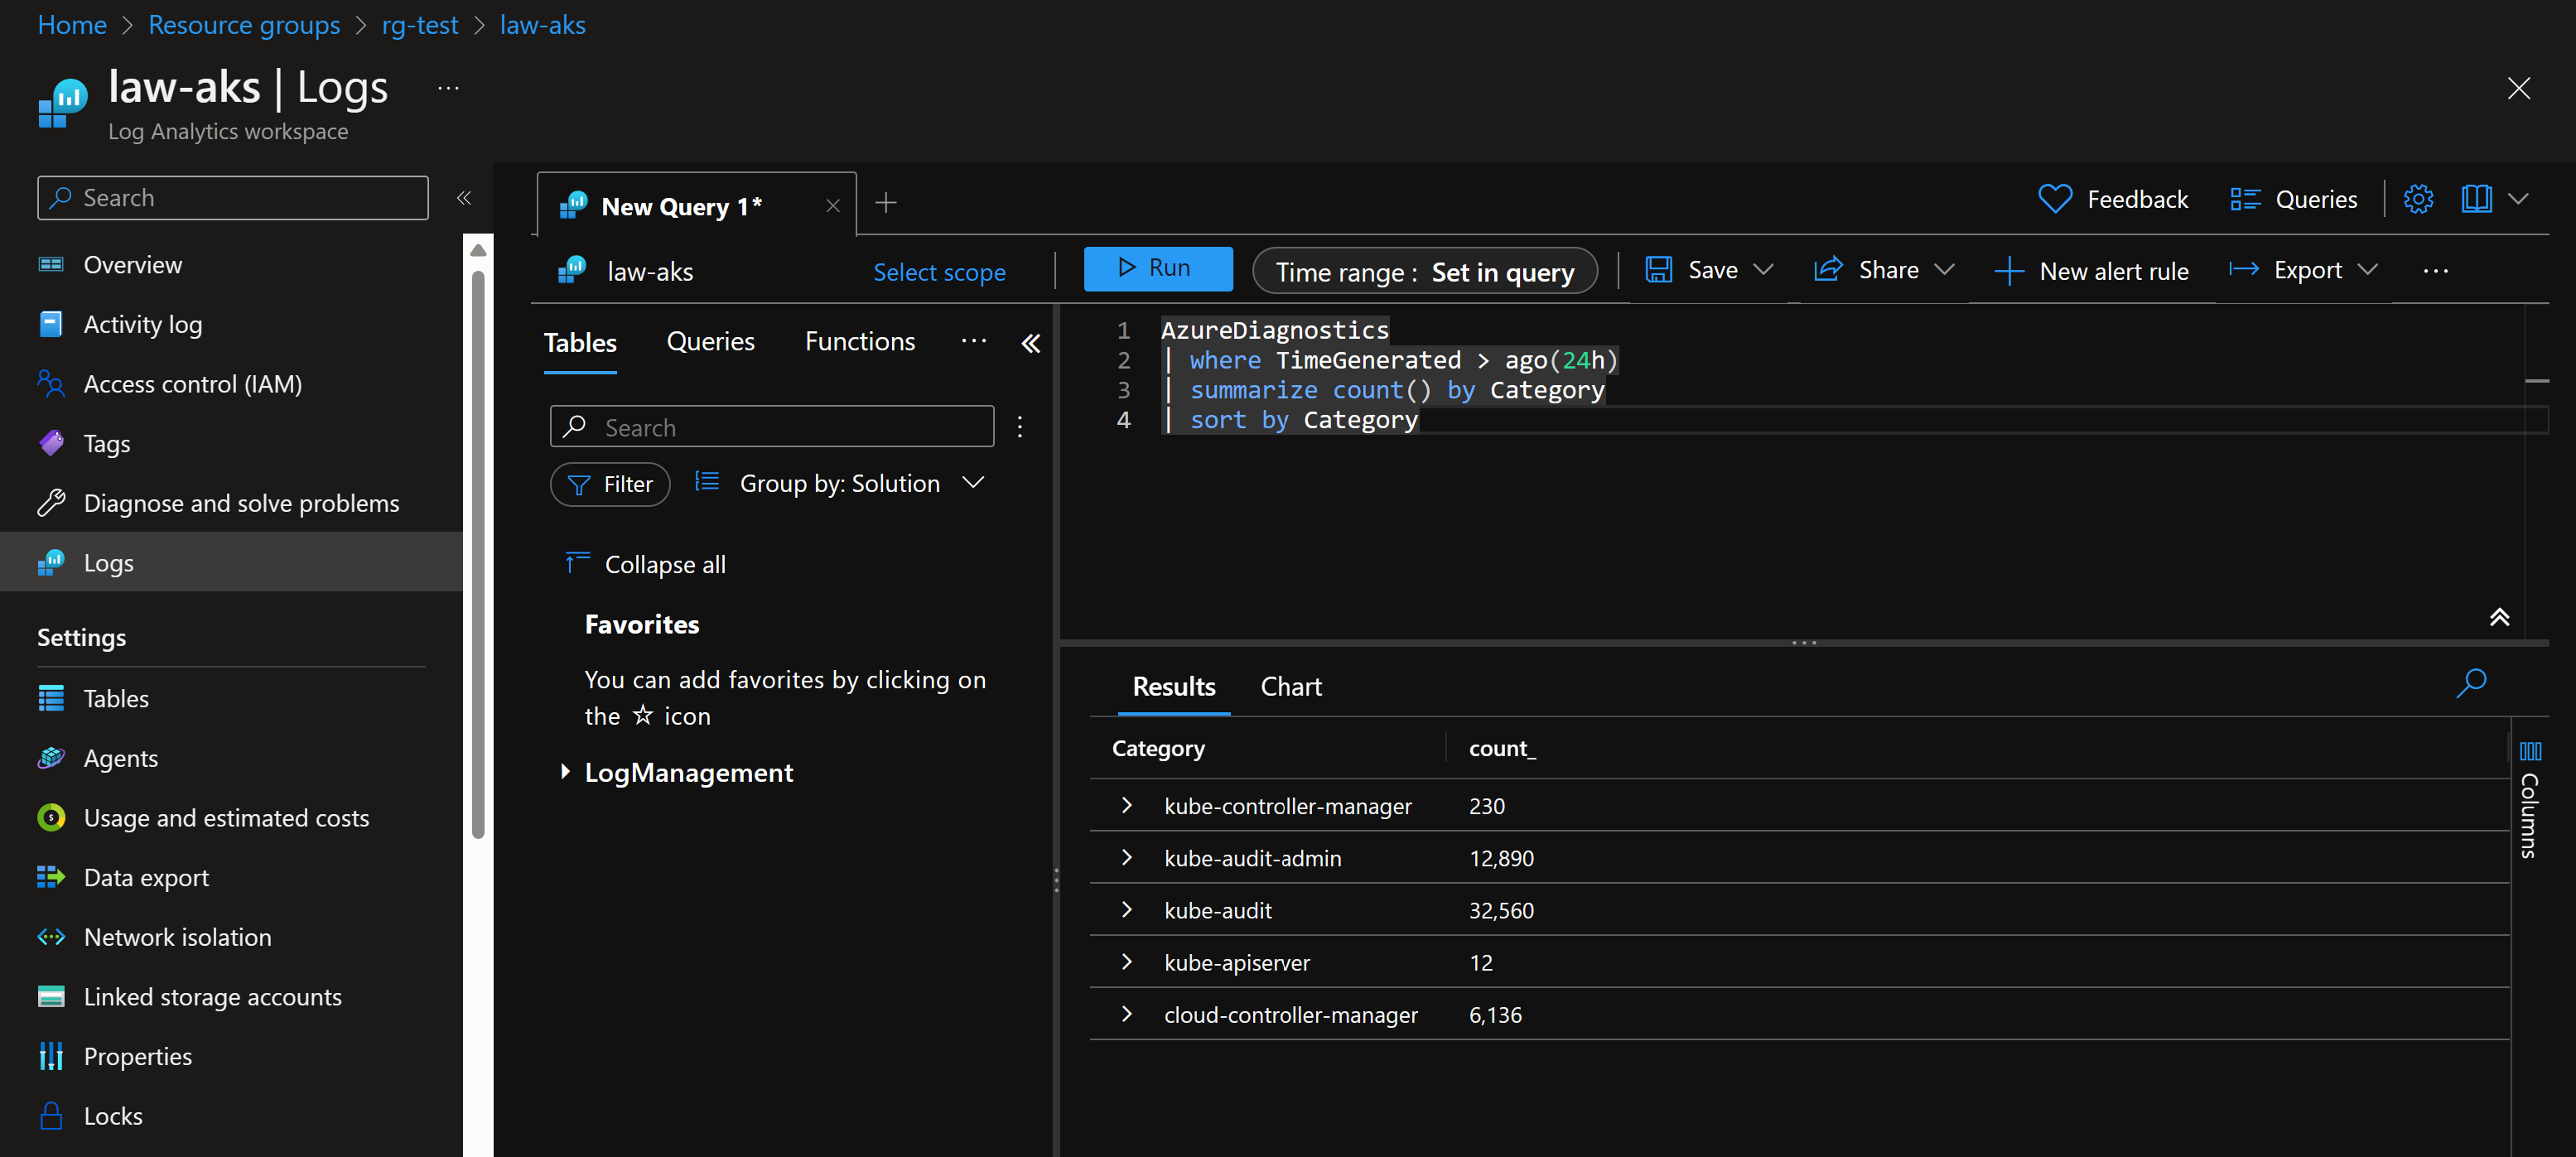 Home > Resource groups > rg-test > law-aks
law-aks | Logs ...
Log Analytics workspace
Search
Overview
Activity log
Access control (IAM)
Tags
Diagnose and solve problems
Logs
Settings
Tables
Agents
Usage and estimated costs
Data export
Network isolation
Linked storage accounts
Properties
Locks
New Query 1*
Feedback
Queries
law-aks
Select scope
Run
Time range : Set in query
Save
Share
New alert rule
Export
...
Tables
Queries
Functions
...
Search
Filter
Group by: Solution
Collapse all
Favorites
You can add favorites by clicking on
the ☆ icon
LogManagement
1 AzureDiagnostics
2 | where TimeGenerated > ago(24h)
3 | summarize count() by Category
4 | sort by Category
Results
Chart
Category count_
kube-controller-manager 230
kube-audit-admin 12,890
kube-audit 32,560
kube-apiserver 12
cloud-controller-manager 6,136
Columns